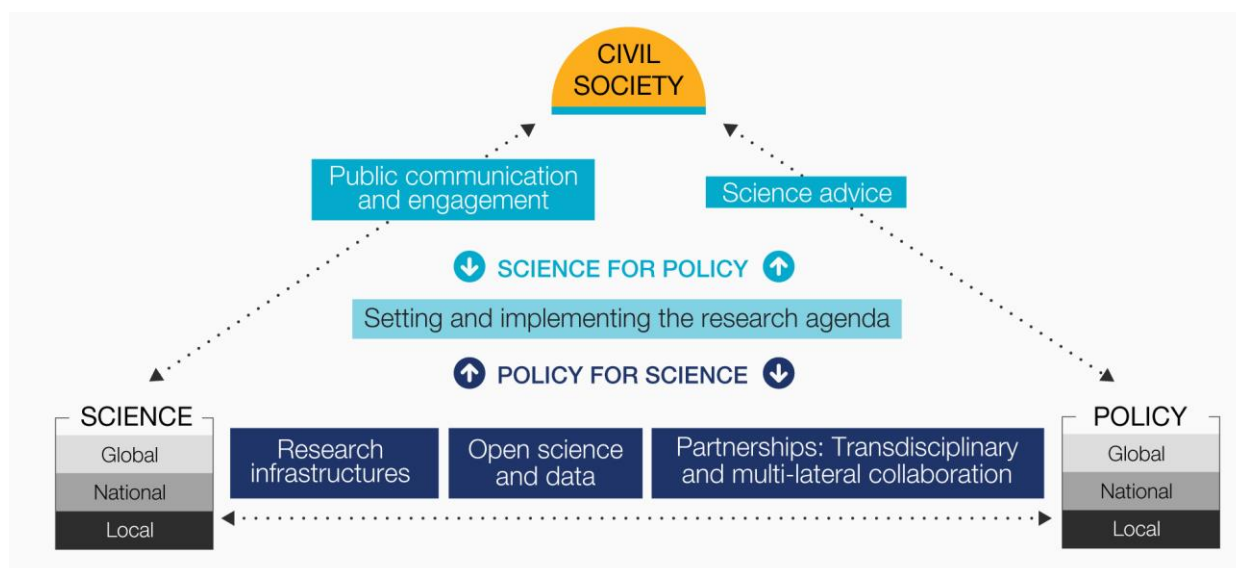 CIVIL
SOCIETY
Public communication
and engagement
Science advice
SCIENCE FOR POLICY
Setting and implementing the research agenda
POLICY FOR SCIENCE
SCIENCE
Global
National
Local
Research
infrastructures
Open science
and data
Partnerships: Transdisciplinary
and multi-lateral collaboration
POLICY
Global
National
Local